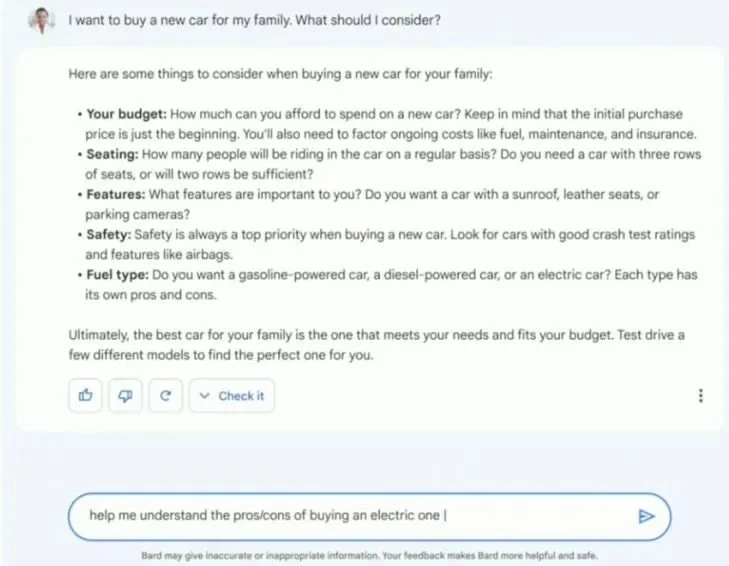 I want to buy a new car for my family. What should I consider?
Here are some things to consider when buying a new car for your family:
• Your budget: How much can you afford to spend on a new car? Keep in mind that the initial purchase
price is just the beginning. You'll also need to factor ongoing costs like fuel, maintenance, and insurance.
• Seating: How many people will be riding in the car on a regular basis? Do you need a car with three rows
of seats, or will two rows be sufficient?
• Features: What features are important to you? Do you want a car with a sunroof, leather seats, or
parking cameras?
• Safety: Safety is always a top priority when buying a new car. Look for cars with good crash test ratings
and features like airbags.
• Fuel type: Do you want a gasoline-powered car, a diesel-powered car, or an electric car? Each type has
its own pros and cons.
Ultimately, the best car for your family is the one that meets your needs and fits your budget. Test drive a
few different models to find the perfect one for you.
Check it
help me understand the pros/cons of buying an electric one
Bard may give inaccurate or inappropriate information. Your feedback makes Bard more helpful and safe.